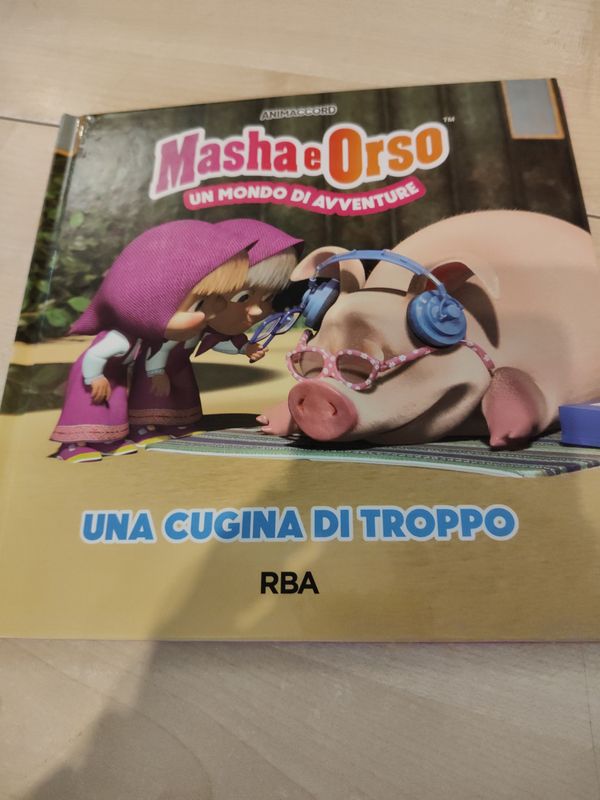 ANIMACCORD
Masha e Orso™
UN MONDO DI AVVENTURE
UNA CUGINA DI TROPPO
RBA